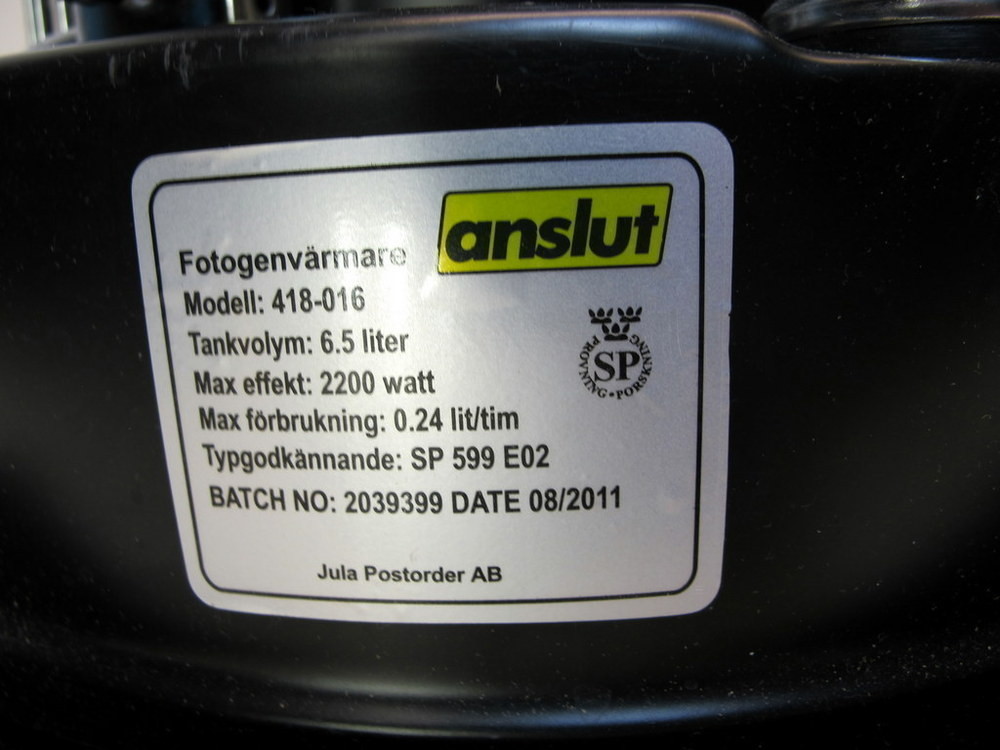 anslut
Fotogenvärmare
Modell: 418-016
Tankvolym: 6.5 liter
Max effekt: 2200 watt
Max förbrukning: 0.24 lit/tim
Typgodkännande: SP 599 E02
BATCH NO: 2039399 DATE 08/2011
SP
PROVNING • PORSKNING
Jula Postorder AB